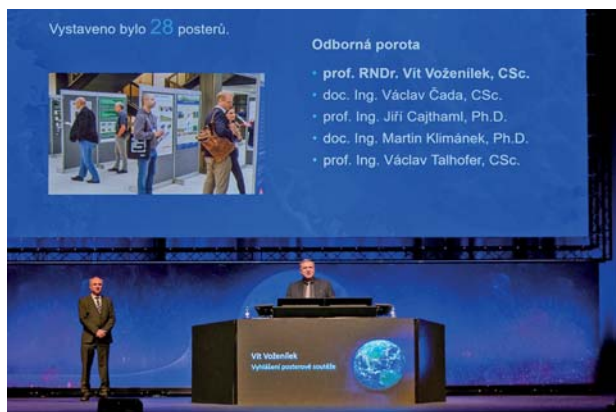 Vystaveno bylo 28 posterů.
Odborná porota
• prof. RNDr. Vít Voženílek, CSc.
• doc. Ing. Václav Čada, CSc.
• prof. Ing. Jiří Cajthaml, Ph.D.
• doc. Ing. Martin Klimánek, Ph.D.
• prof. Ing. Václav Talhofer, CSc.
Vít Voženílek
Vyhlášení posterové soutěže